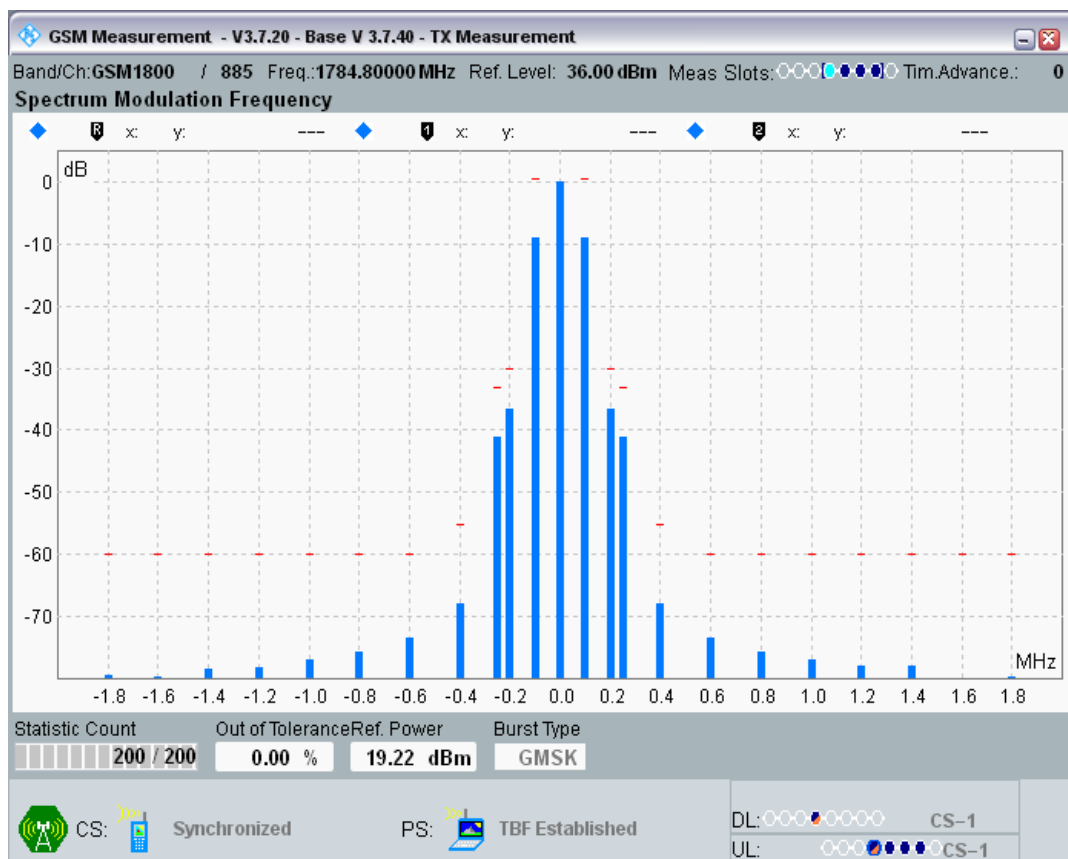 GSM Measurement - V3.7.20 - Base V 3.7.40 - TX Measurement
Band/Ch:GSM1800 / 885 Freq.:1784.80000 MHz Ref. Level: 36.00 dBm Meas Slots: Tim.Advance.: 0
Spectrum Modulation Frequency
R x: y: --- 1 x: y: --- 2 x: y: ---
dB
0
-10
-20
-30
-40
-50
-60
-70
MHz
-1.8 -1.6 -1.4 -1.2 -1.0 -0.8 -0.6 -0.4 -0.2 0.0 0.2 0.4 0.6 0.8 1.0 1.2 1.4 1.6 1.8
Statistic Count Out of Tolerance Ref. Power Burst Type
200 / 200 0.00 % 19.22 dBm GMSK
CS: Synchronized PS: TBF Established
DL: CS-1
UL: CS-1